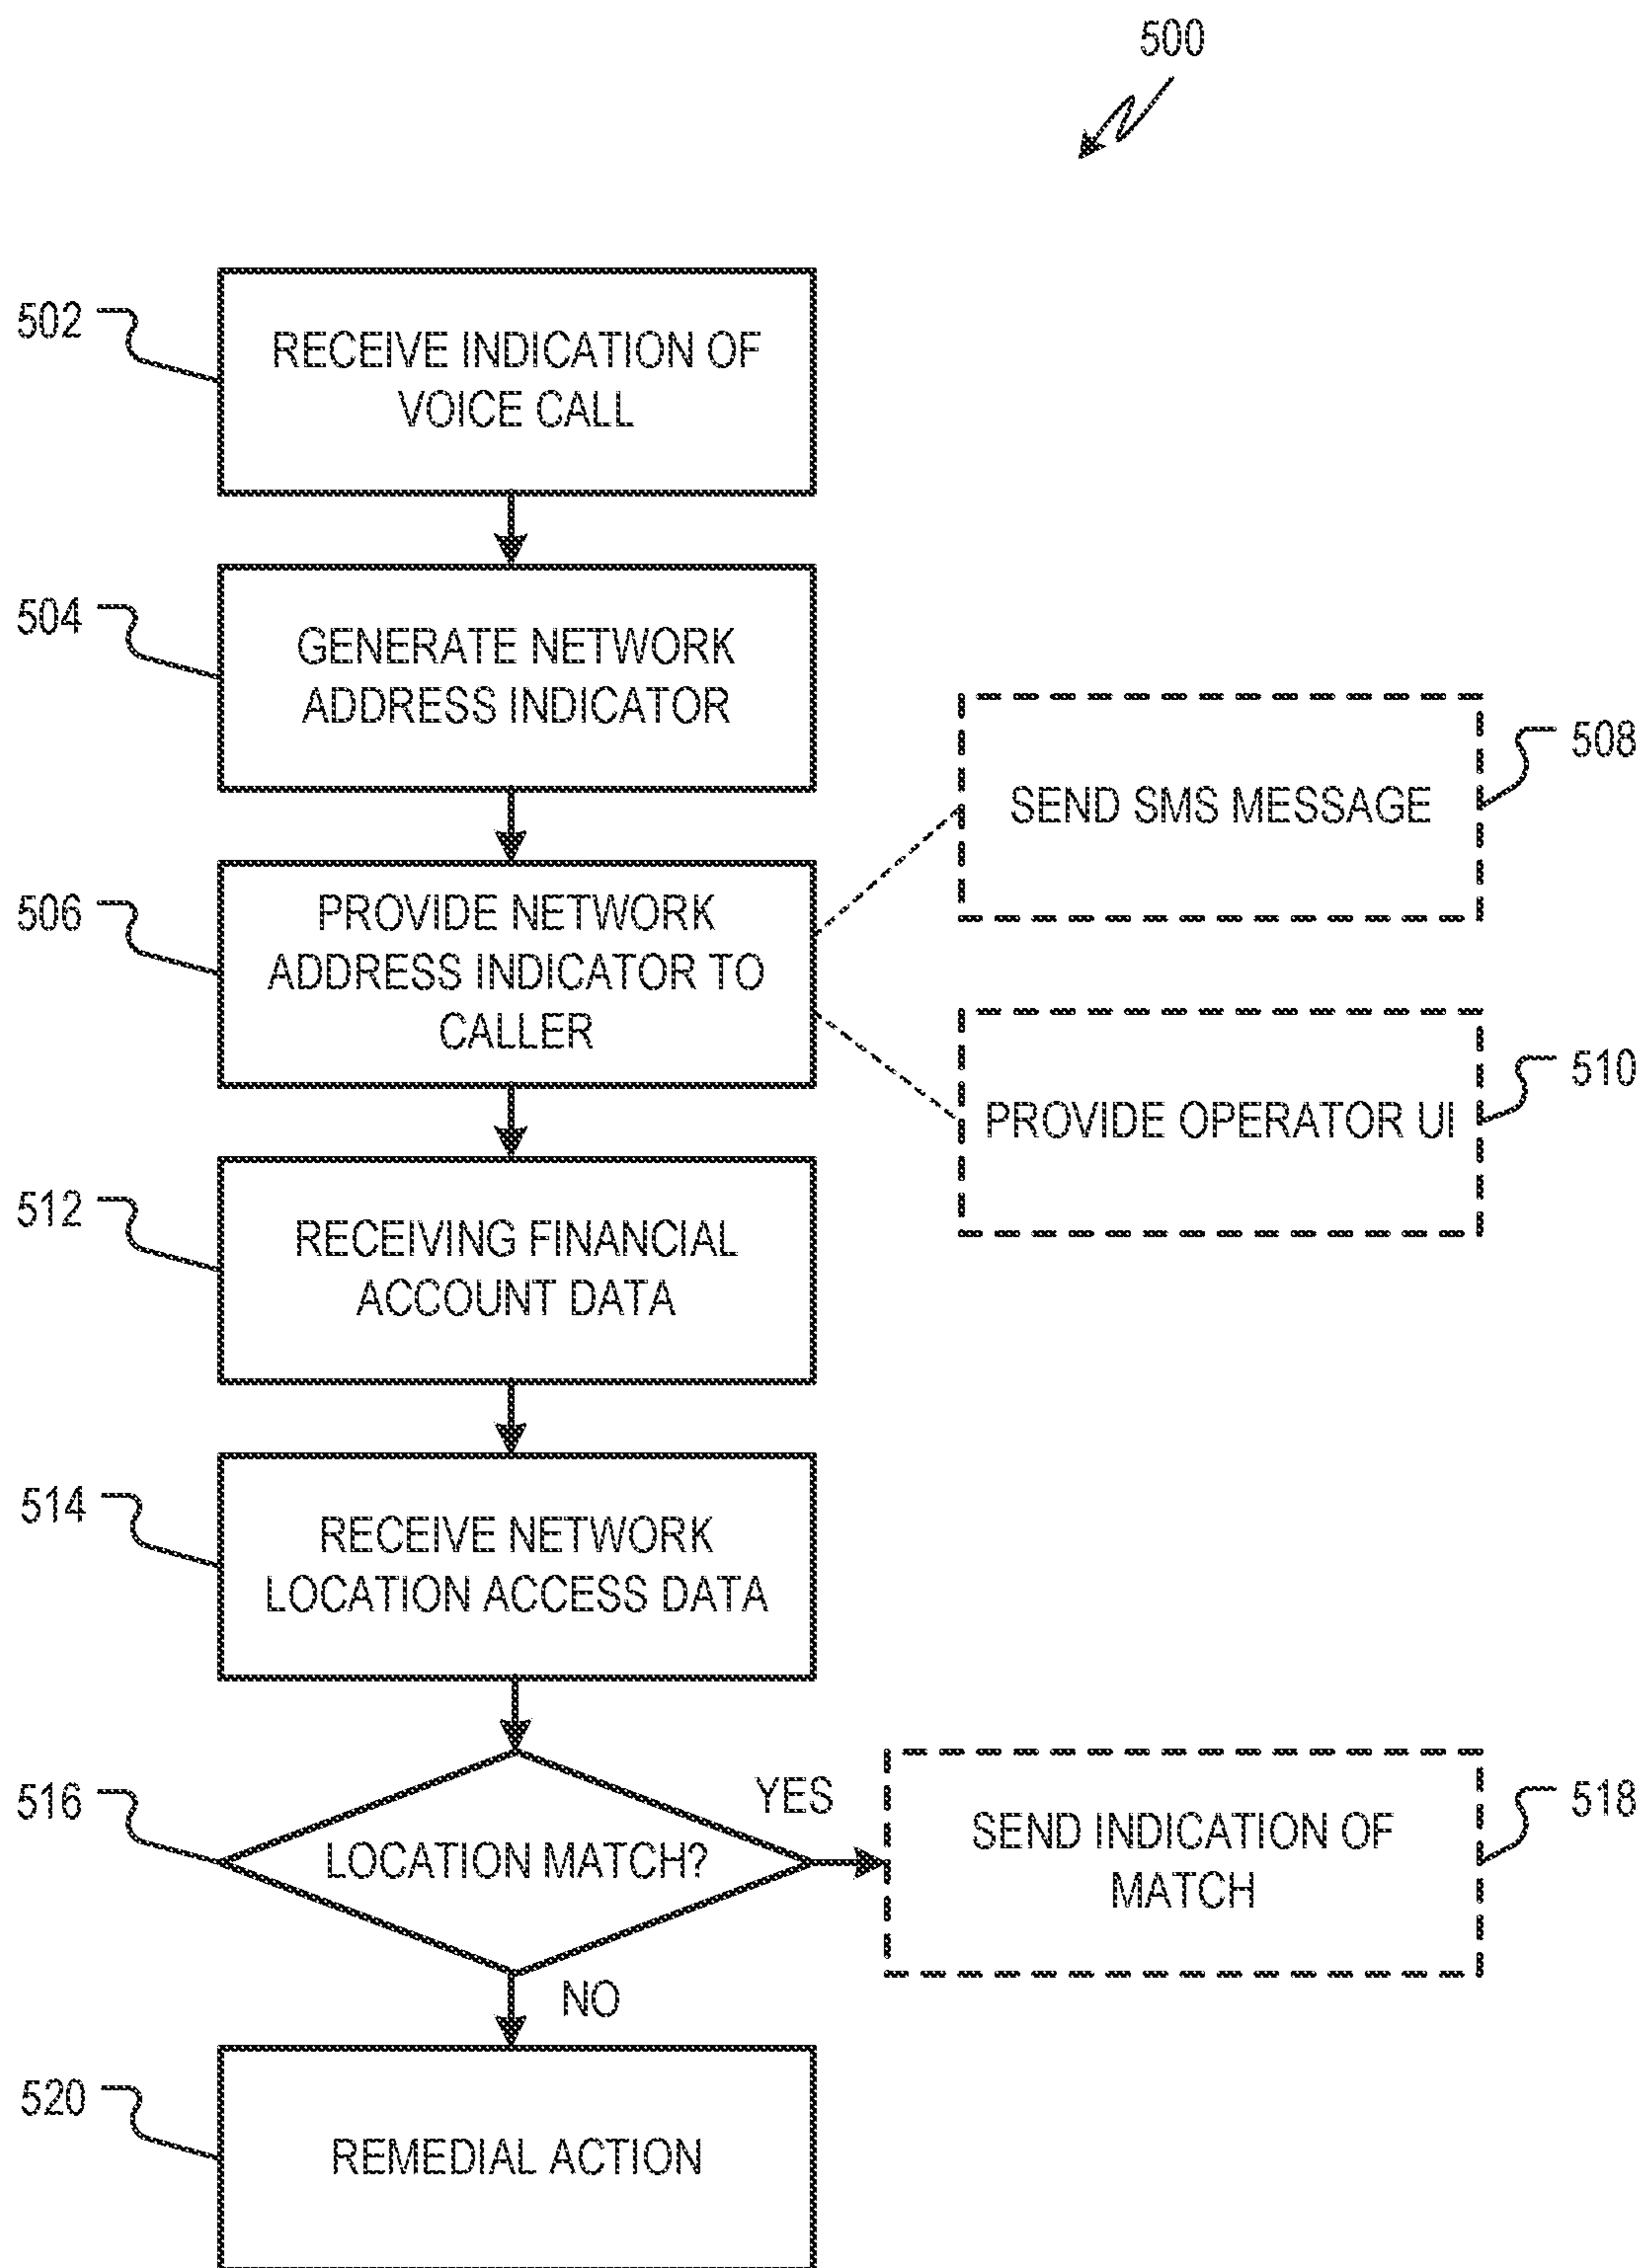 500
502
RECEIVE INDICATION OF
VOICE CALL
504
GENERATE NETWORK
ADDRESS INDICATOR
506
PROVIDE NETWORK
ADDRESS INDICATOR TO
CALLER
SEND SMS MESSAGE
508
PROVIDE OPERATOR UI
510
512
RECEIVING FINANCIAL
ACCOUNT DATA
514
RECEIVE NETWORK
LOCATION ACCESS DATA
516
LOCATION MATCH?
YES
SEND INDICATION OF
MATCH
518
NO
520
REMEDIAL ACTION